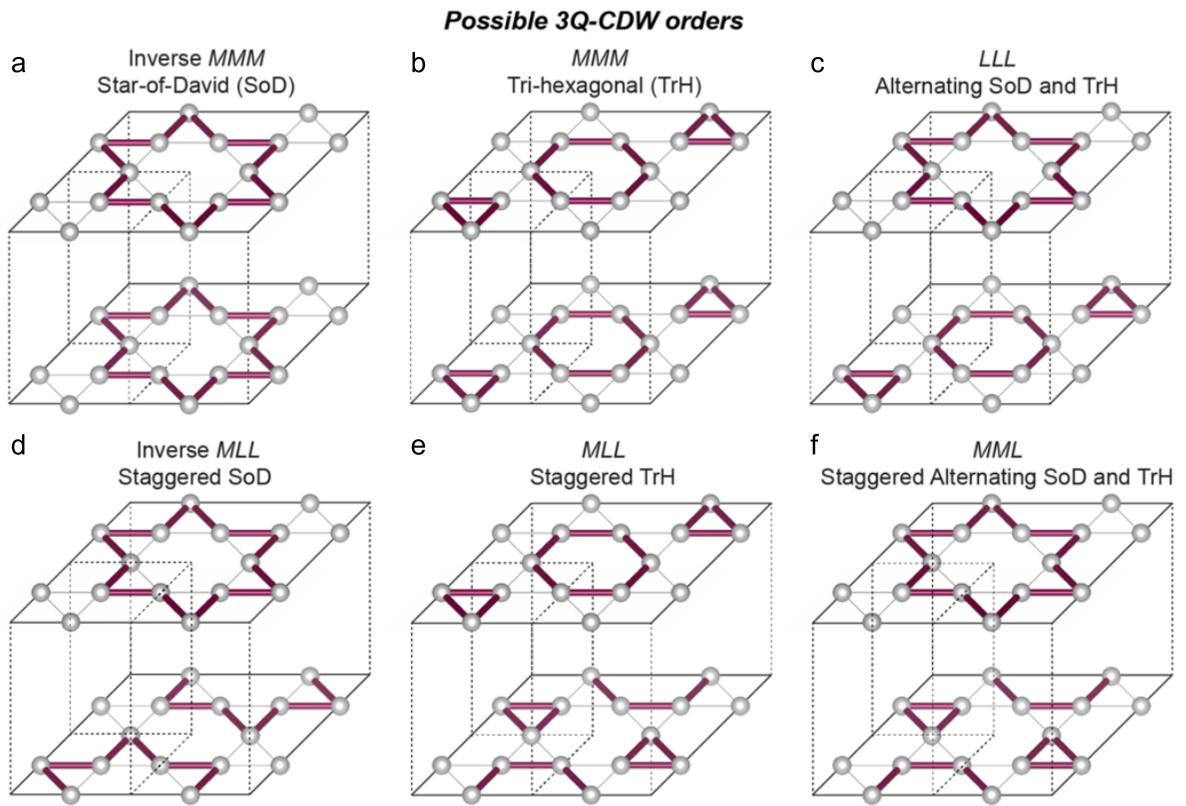 Possible 3Q-CDW orders
a
Inverse MMM
Star-of-David (SoD)
b
MMM
Tri-hexagonal (TrH)
c
LLL
Alternating SoD and TrH
d
Inverse MLL
Staggered SoD
e
MLL
Staggered TrH
f
MML
Staggered Alternating SoD and TrH